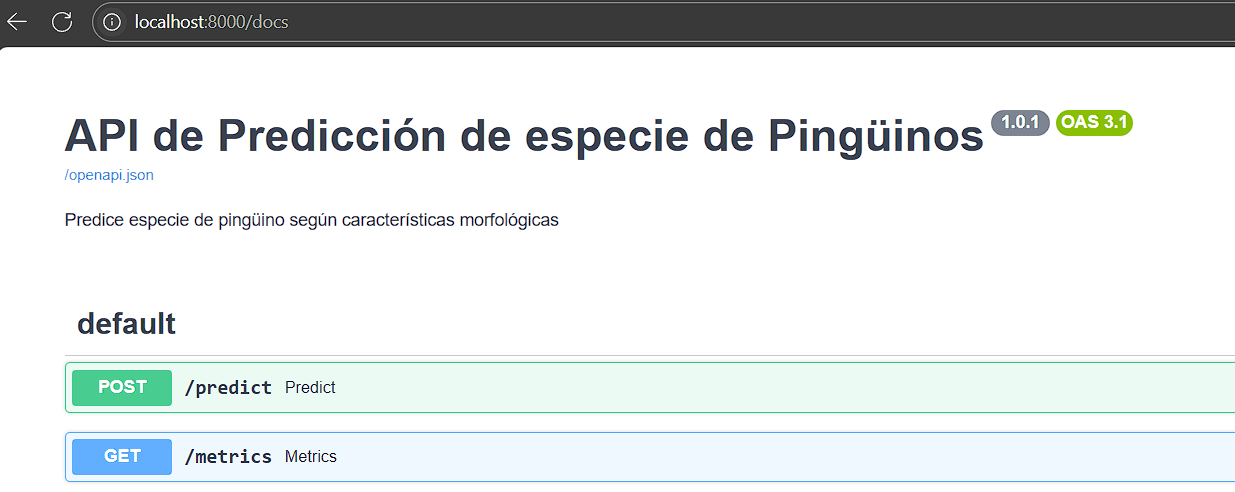 localhost:8000/docs
API de Predicción de especie de Pingüinos 1.0.1 OAS 3.1
/openapi.json
Predice especie de pingüino según características morfológicas
default
POST /predict Predict
GET /metrics Metrics